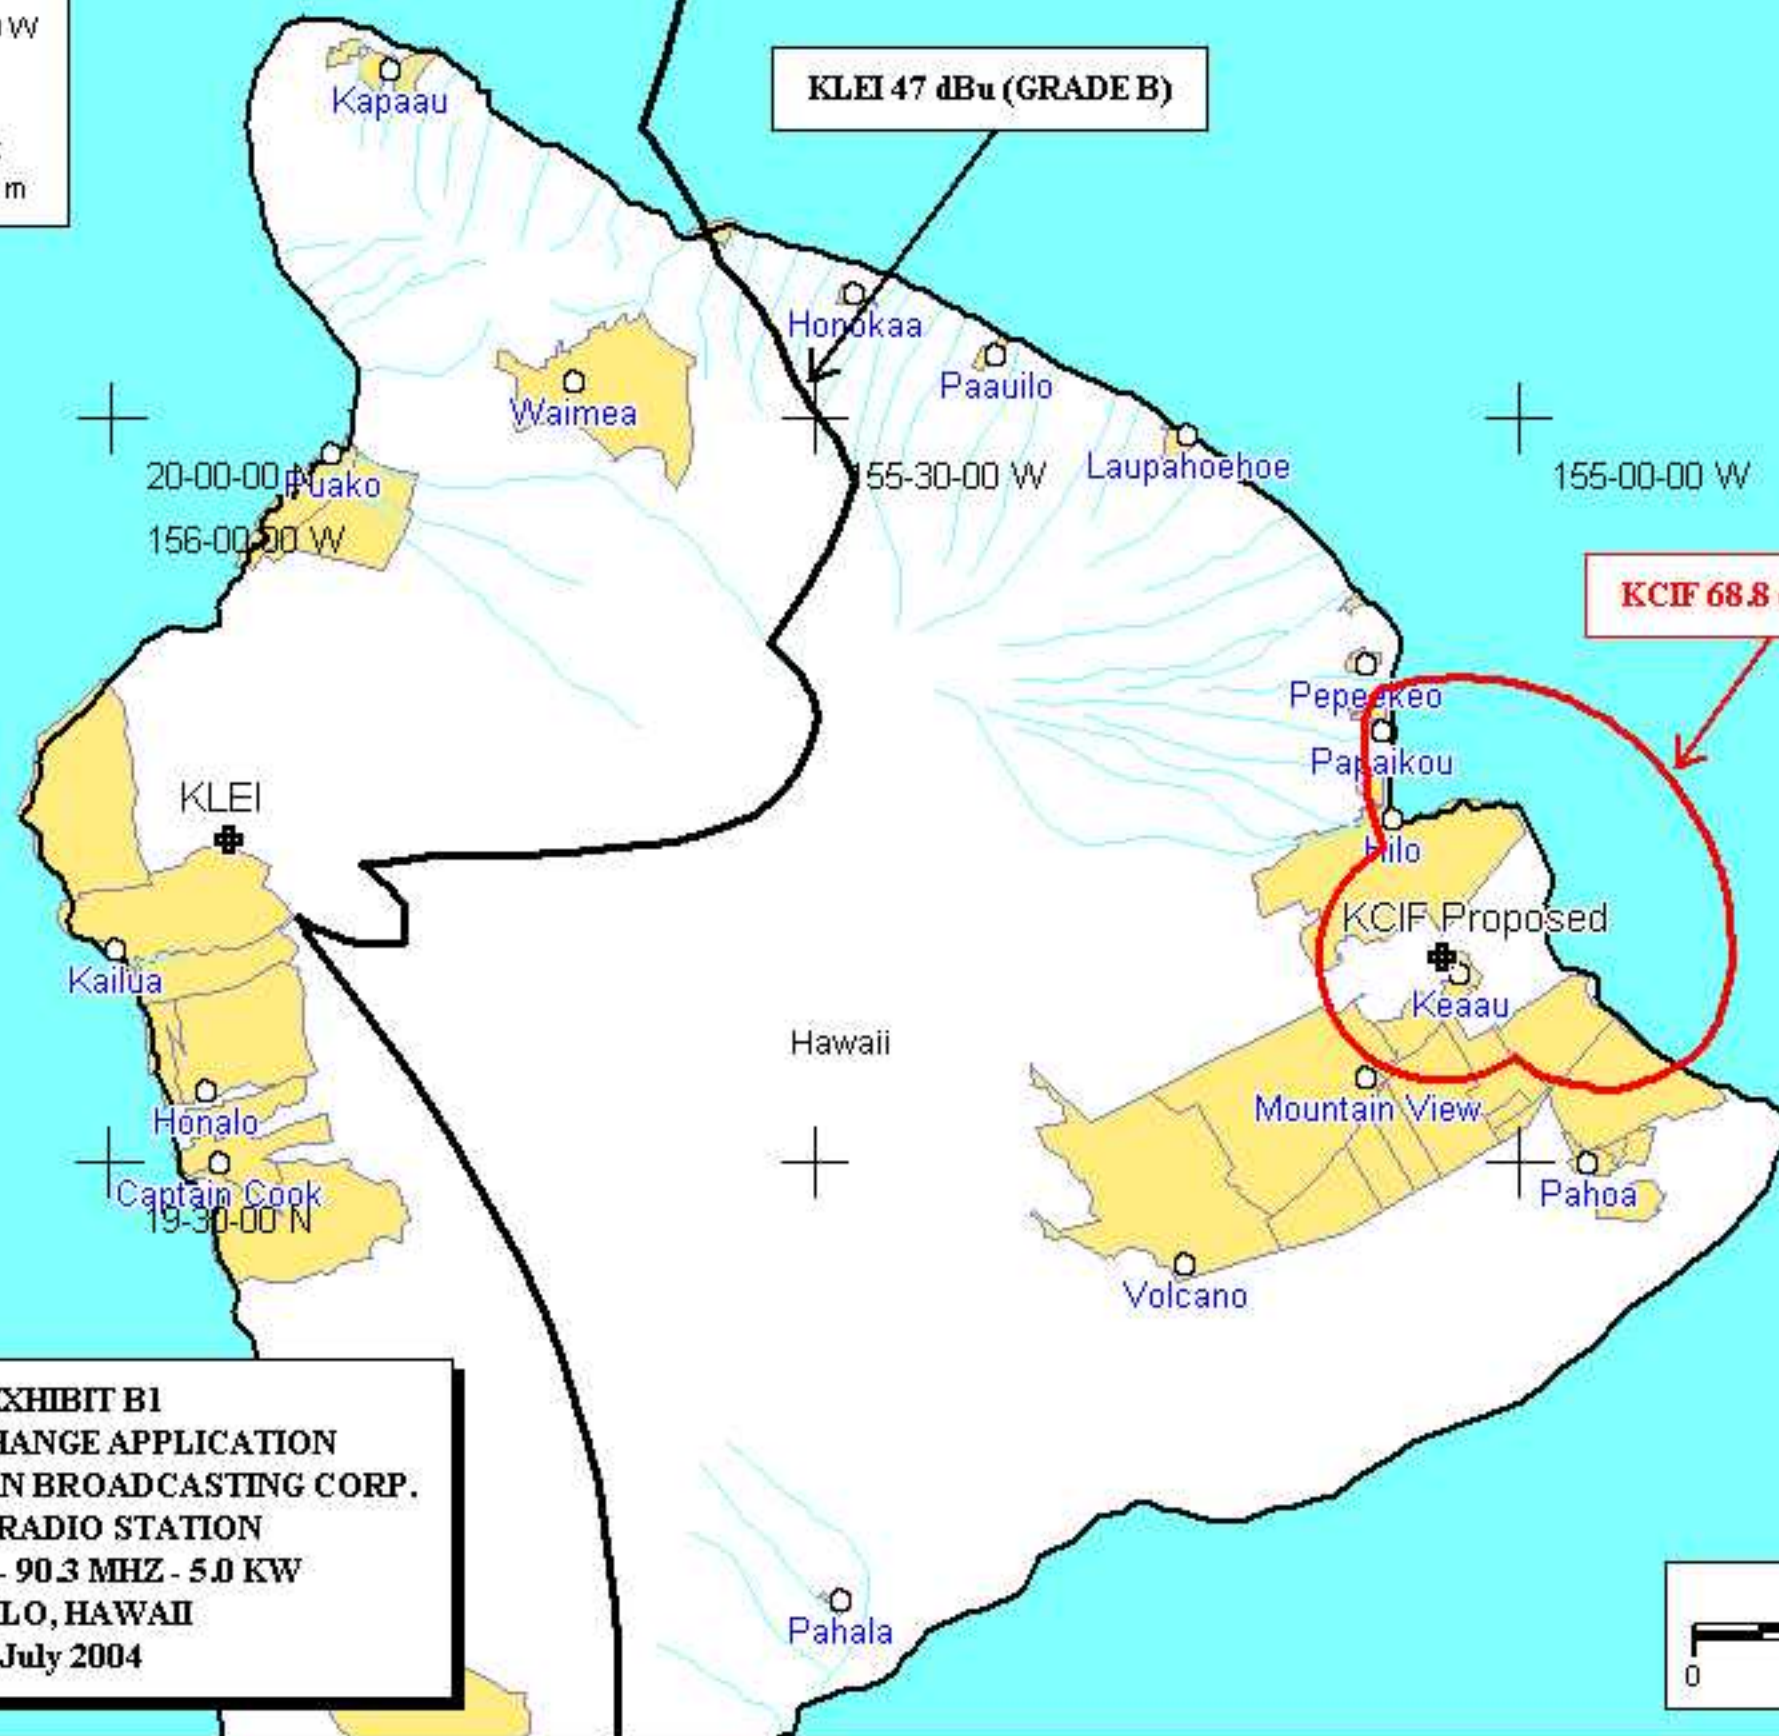 W
m
KLEI 47 dBu (GRADE B)
Kapaau
Honokaa
Paauilo
Waimea
Laupahoehoe
20-00-00 N
Puako
155-30-00 W
155-00-00 W
156-00-00 W
KCIF 68.8
Pepeekeo
Papaikou
KLEI
Hilo
KCIF Proposed
Kailua
Keaau
Hawaii
Honalo
Mountain View
Captain Cook
19-30-00 N
Pahoa
Volcano
EXHIBIT B1
HANGE APPLICATION
N BROADCASTING CORP.
RADIO STATION
- 90.3 MHZ - 5.0 KW
LO, HAWAII
July 2004
Pahala
0